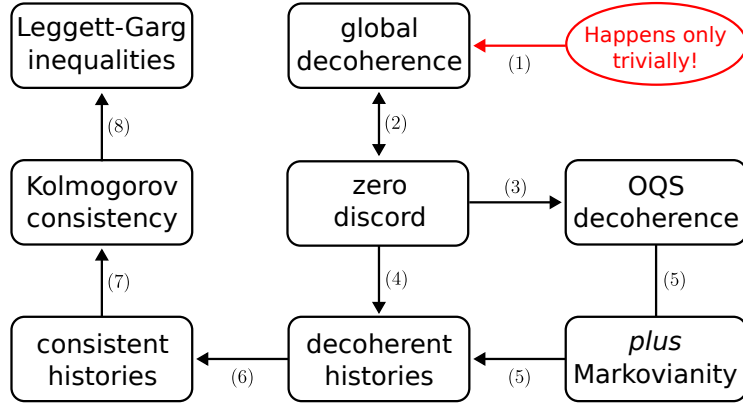 Leggett-Garg
inequalities
global
decoherence
Happens only
trivially!
(1)
(2)
(8)
Kolmogorov
consistency
zero
discord
(3)
OQS
decoherence
(7)
(4)
(5)
consistent
histories
(6)
decoherent
histories
(5)
plus
Markovianity